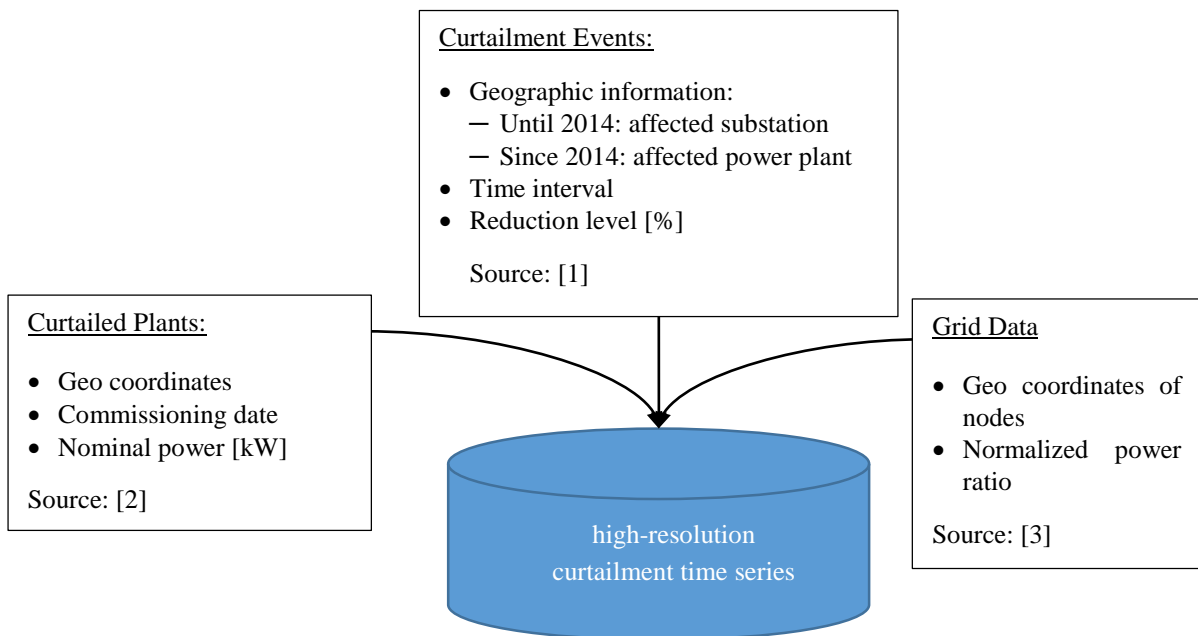 Curtailment Events:
• Geographic information:
— Until 2014: affected substation
— Since 2014: affected power plant
• Time interval
• Reduction level [%]
Source: [1]
Curtailed Plants:
• Geo coordinates
• Commissioning date
• Nominal power [kW]
Source: [2]
Grid Data
• Geo coordinates of
nodes
• Normalized power
ratio
Source: [3]
high-resolution
curtailment time series